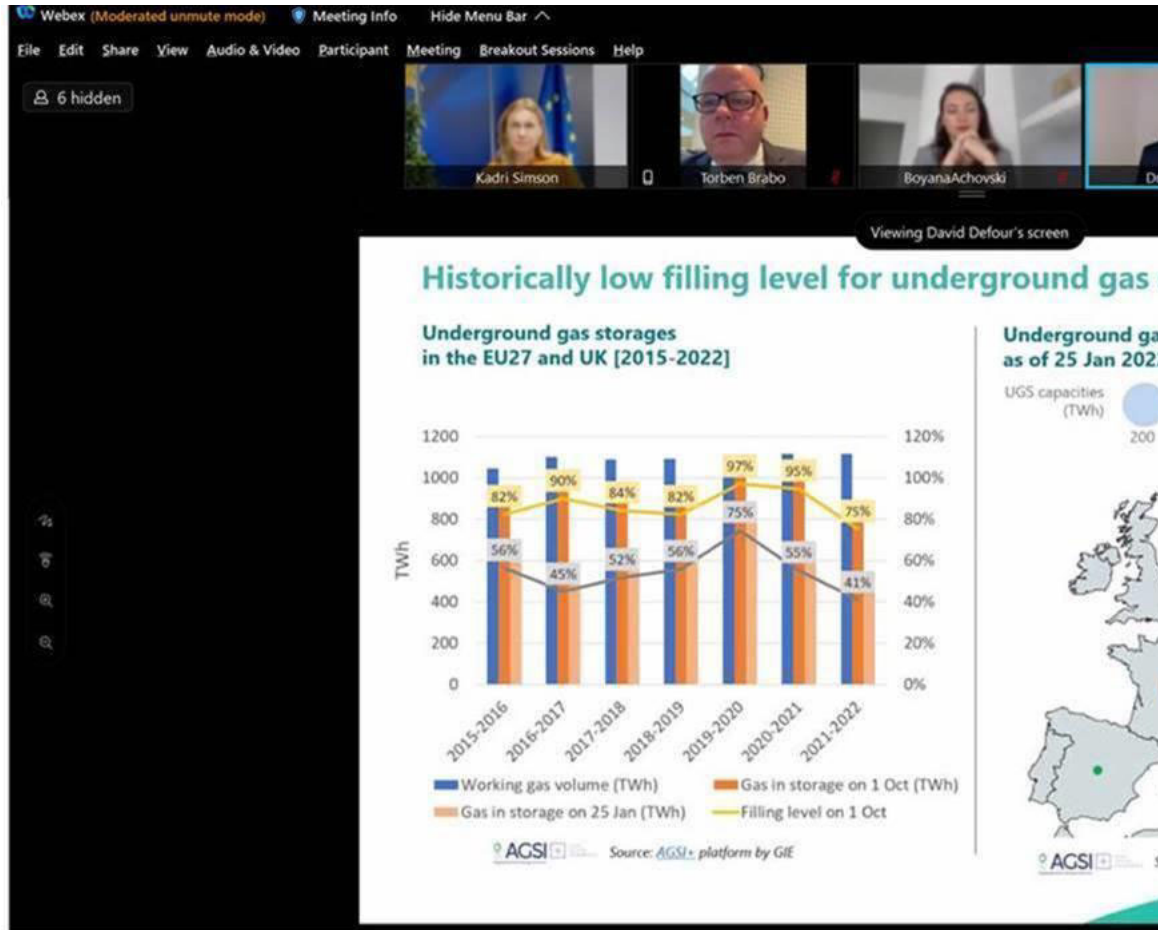 Webex (Moderated unmute mode) Meeting Info Hide Menu Bar
File Edit Share View Audio & Video Participant Meeting Breakout Sessions Help
6 hidden
Kadri Simson
Torben Brabo
BoyanaAchovski
Viewing David Defour's screen
Historically low filling level for underground gas
Underground gas storages
in the EU27 and UK [2015-2022]
1200
1000
800
600
400
200
0
TWh
120%
100%
80%
60%
40%
20%
0%
82%
90%
84%
82%
97%
95%
75%
56%
45%
52%
56%
75%
55%
41%
2015-2016
2016-2017
2017-2018
2018-2019
2019-2020
2020-2021
2021-2022
Working gas volume (TWh)
Gas in storage on 1 Oct (TWh)
Gas in storage on 25 Jan (TWh)
Filling level on 1 Oct
AGSI+ Source: AGSI+ platform by GIE
Underground ga
as of 25 Jan 202
UGS capacities
(TWh)
200
AGSI+